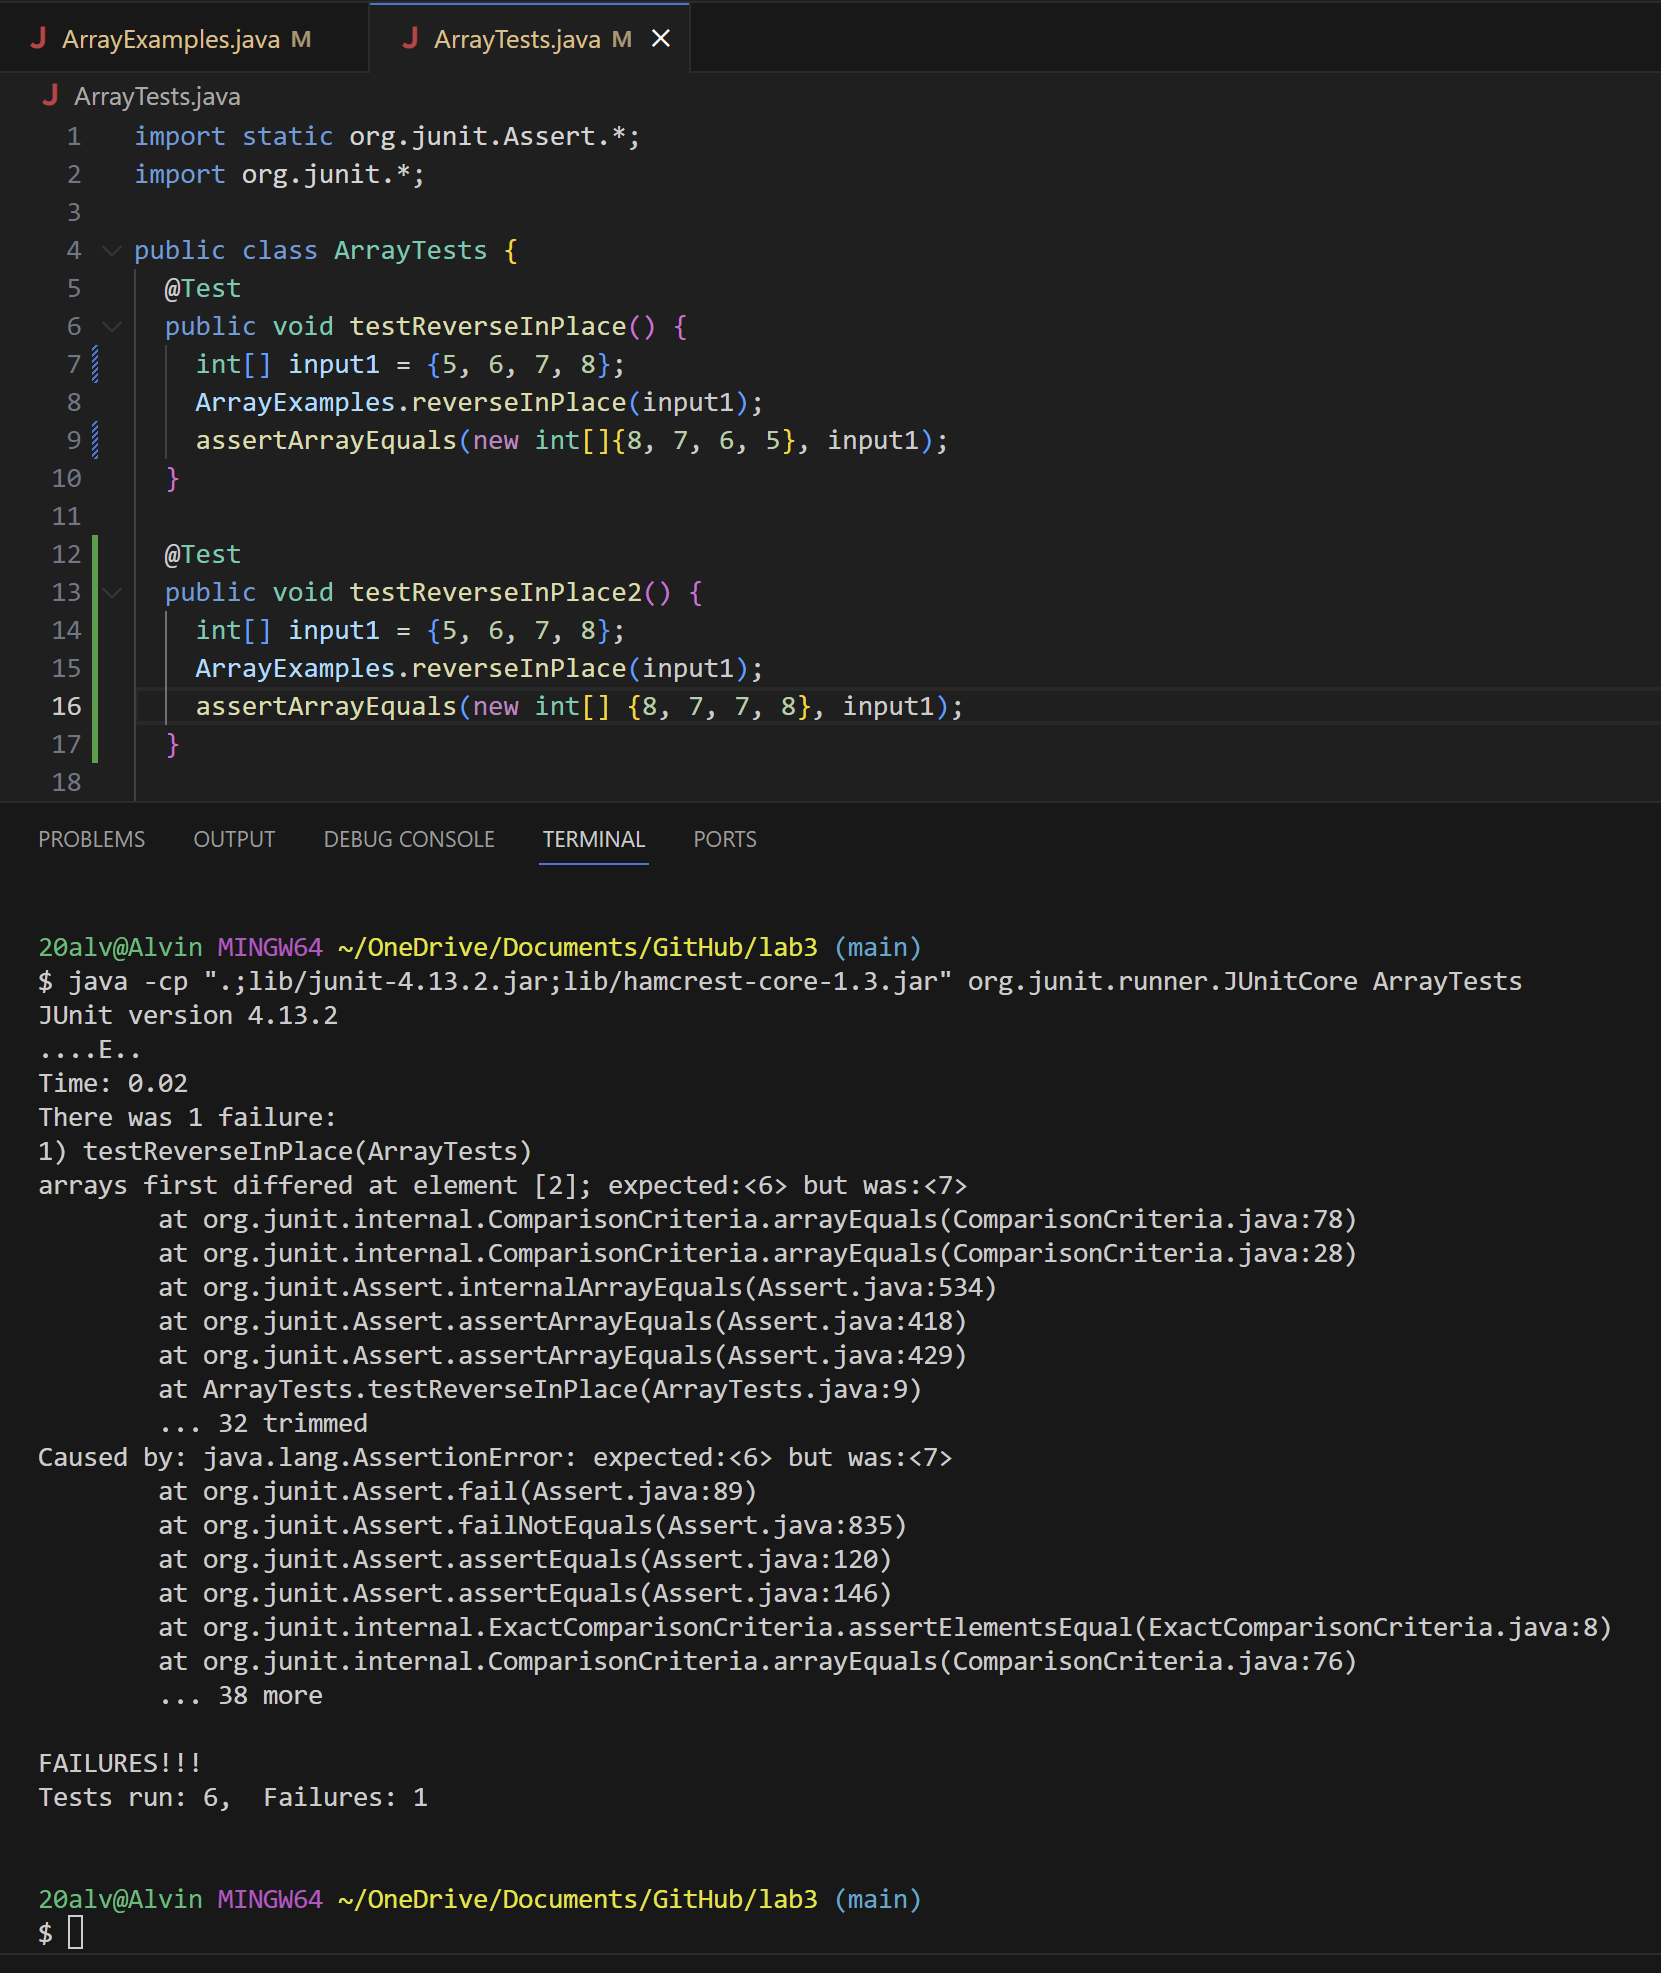 J ArrayExamples.java M
J ArrayTests.java M ×
J ArrayTests.java
1 import static org.junit.Assert.*;
2 import org.junit.*;
3
4 public class ArrayTests {
5 @Test
6 public void testReverseInPlace() {
7 int[] input1 = {5, 6, 7, 8};
8 ArrayExamples.reverseInPlace(input1);
9 assertArrayEquals(new int[]{8, 7, 6, 5}, input1);
10 }
11
12 @Test
13 public void testReverseInPlace2() {
14 int[] input1 = {5, 6, 7, 8};
15 ArrayExamples.reverseInPlace(input1);
16 assertArrayEquals(new int[] {8, 7, 7, 8}, input1);
17 }
18
PROBLEMS OUTPUT DEBUG CONSOLE TERMINAL PORTS
20alv@Alvin MINGW64 ~/OneDrive/Documents/GitHub/lab3 (main)
$ java -cp ".;lib/junit-4.13.2.jar;lib/hamcrest-core-1.3.jar" org.junit.runner.JUnitCore ArrayTests
JUnit version 4.13.2
....E..
Time: 0.02
There was 1 failure:
1) testReverseInPlace(ArrayTests)
arrays first differed at element [2]; expected:<6> but was:<7>
at org.junit.internal.ComparisonCriteria.arrayEquals(ComparisonCriteria.java:78)
at org.junit.internal.ComparisonCriteria.arrayEquals(ComparisonCriteria.java:28)
at org.junit.Assert.internalArrayEquals(Assert.java:534)
at org.junit.Assert.assertArrayEquals(Assert.java:418)
at org.junit.Assert.assertArrayEquals(Assert.java:429)
at ArrayTests.testReverseInPlace(ArrayTests.java:9)
... 32 trimmed
Caused by: java.lang.AssertionError: expected:<6> but was:<7>
at org.junit.Assert.fail(Assert.java:89)
at org.junit.Assert.failNotEquals(Assert.java:835)
at org.junit.Assert.assertEquals(Assert.java:120)
at org.junit.Assert.assertEquals(Assert.java:146)
at org.junit.internal.ExactComparisonCriteria.assertElementsEqual(ExactComparisonCriteria.java:8)
at org.junit.internal.ComparisonCriteria.arrayEquals(ComparisonCriteria.java:76)
... 38 more
FAILURES!!!
Tests run: 6,  Failures: 1
20alv@Alvin MINGW64 ~/OneDrive/Documents/GitHub/lab3 (main)
$